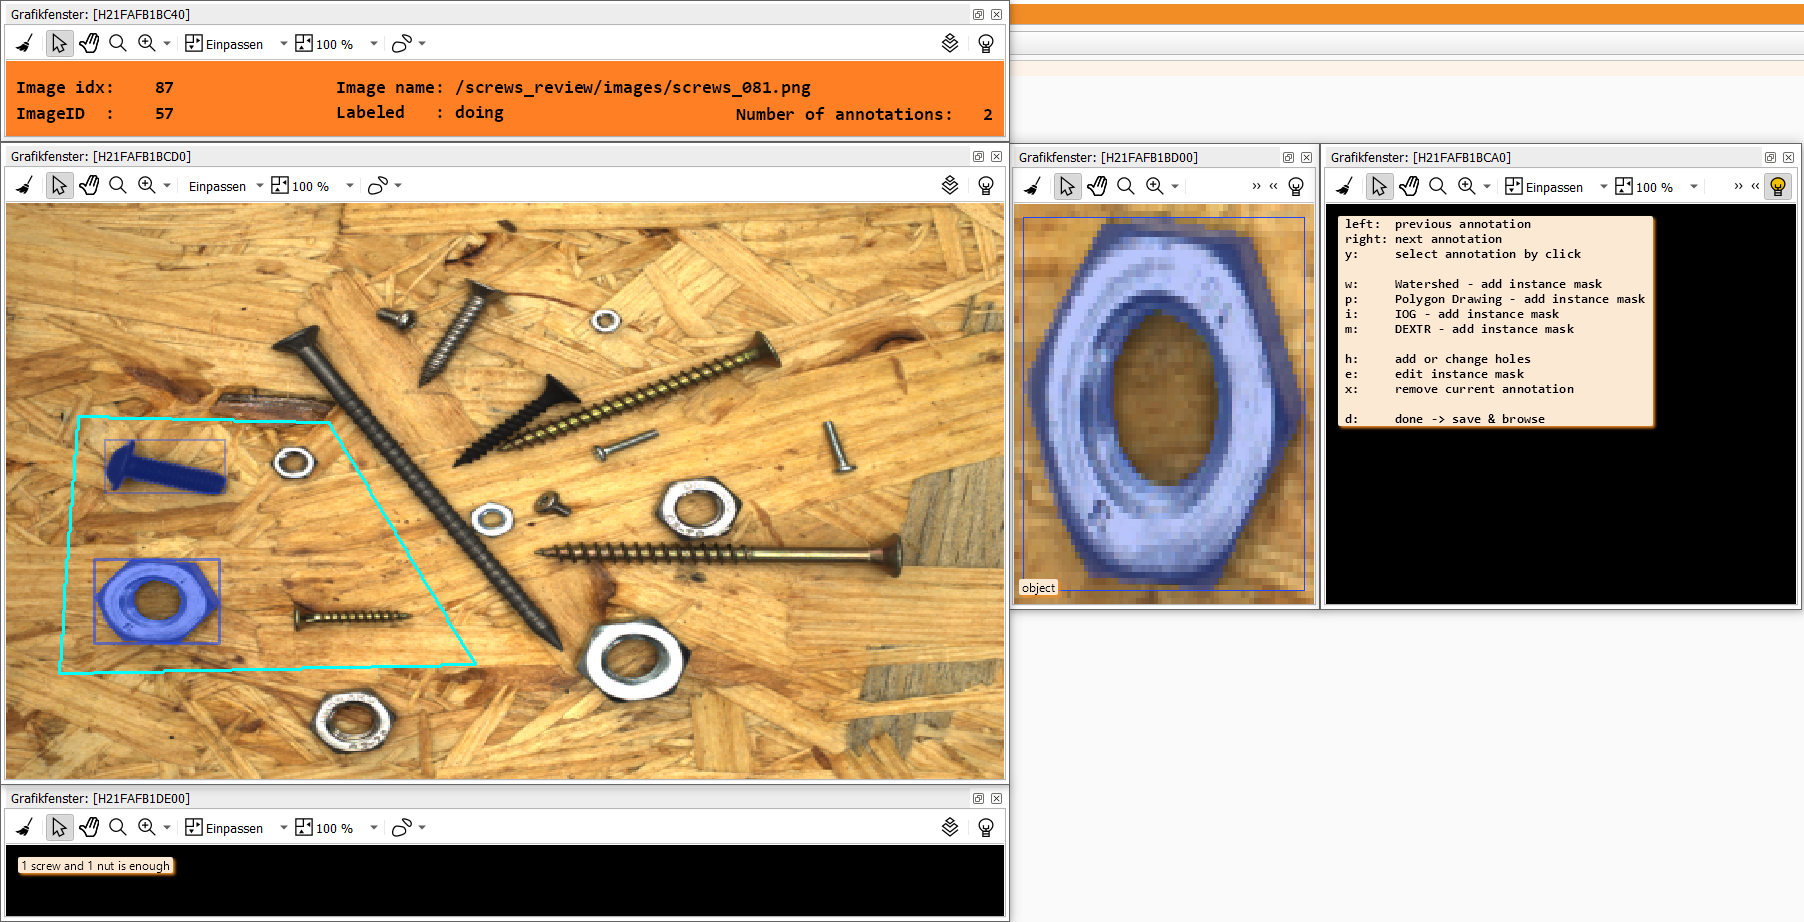 Grafikfenster: [H21FAFB1BC40]
Einpassen 100 %
Image idx: 87 Image name: /screws_review/images/screws_081.png
ImageID : 57 Labeled : doing Number of annotations: 2
Grafikfenster: [H21FAFB1BCD0]
Einpassen 100 %
Grafikfenster: [H21FAFB1BD00]
object
Grafikfenster: [H21FAFB1BCA0]
Einpassen 100 %
left: previous annotation
right: next annotation
y: select annotation by click
w: Watershed - add instance mask
p: Polygon Drawing - add instance mask
i: IOG - add instance mask
m: DEXTR - add instance mask
h: add or change holes
e: edit instance mask
x: remove current annotation
d: done -> save & browse
Grafikfenster: [H21FAFB1DE00]
Einpassen 100 %
1 screw and 1 nut is enough